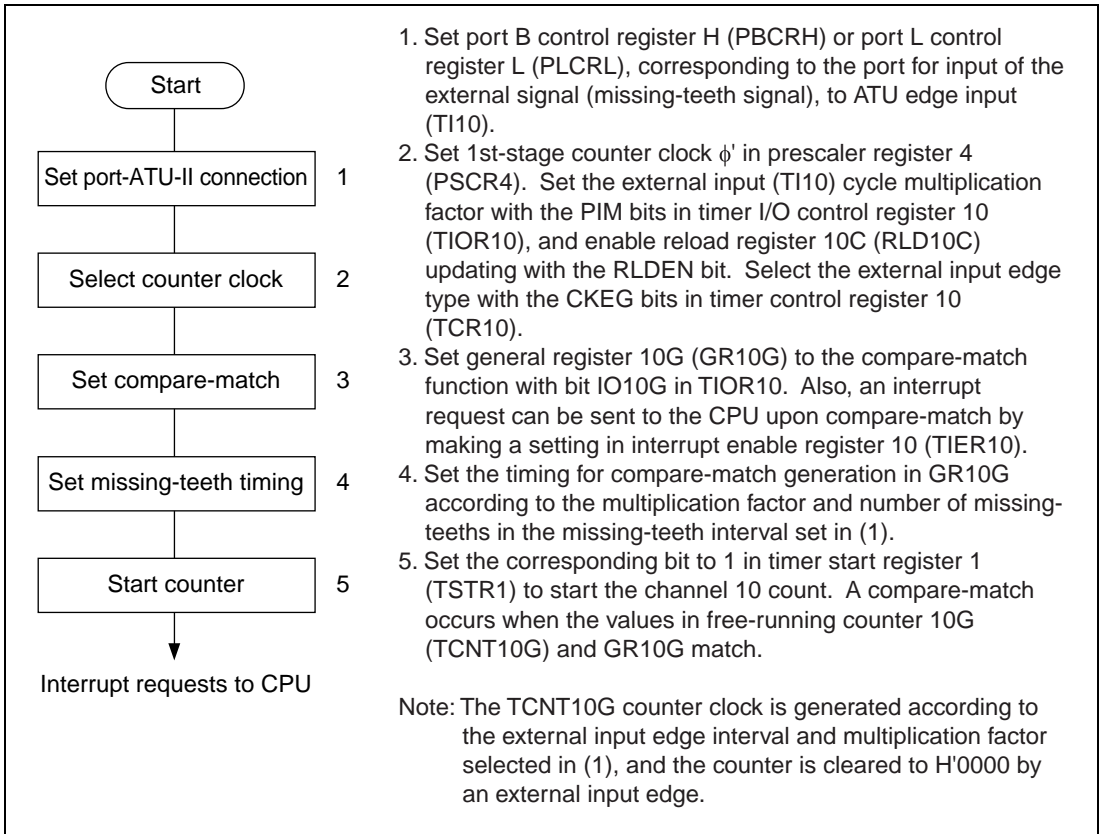 Start
Set port-ATU-II connection 1
Select counter clock 2
Set compare-match 3
Set missing-teeth timing 4
Start counter 5
Interrupt requests to CPU
1. Set port B control register H (PBCRH) or port L control
register L (PLCRL), corresponding to the port for input of the
external signal (missing-teeth signal), to ATU edge input
(TI10).
2. Set 1st-stage counter clock ϕ' in prescaler register 4
(PSCR4). Set the external input (TI10) cycle multiplication
factor with the PIM bits in timer I/O control register 10
(TIOR10), and enable reload register 10C (RLD10C)
updating with the RLDEN bit. Select the external input edge
type with the CKEG bits in timer control register 10
(TCR10).
3. Set general register 10G (GR10G) to the compare-match
function with bit IO10G in TIOR10. Also, an interrupt
request can be sent to the CPU upon compare-match by
making a setting in interrupt enable register 10 (TIER10).
4. Set the timing for compare-match generation in GR10G
according to the multiplication factor and number of missing-
teeths in the missing-teeth interval set in (1).
5. Set the corresponding bit to 1 in timer start register 1
(TSTR1) to start the channel 10 count. A compare-match
occurs when the values in free-running counter 10G
(TCNT10G) and GR10G match.
Note: The TCNT10G counter clock is generated according to
the external input edge interval and multiplication factor
selected in (1), and the counter is cleared to H'0000 by
an external input edge.